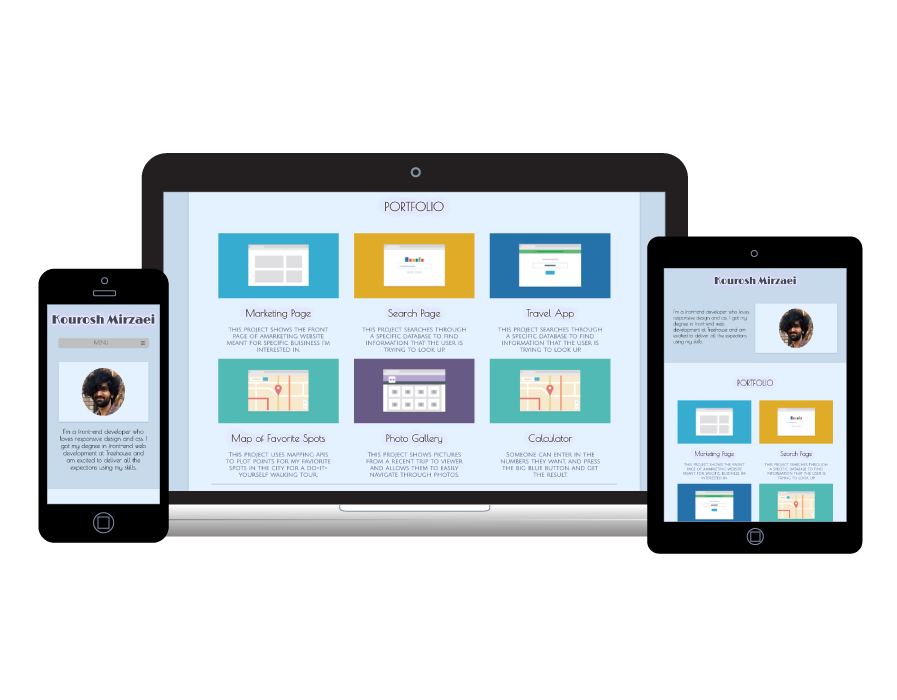 PORTFOLIO
Marketing Page
THIS PROJECT SHOWS THE FRONT
PAGE OF AMARKETING WEBSITE
MEANT FOR SPECIFIC BUISINESS I'M
INTERESTED IN.
Search Page
THIS PROJECT SEARCHES THROUGH
A SPECIFIC DATABASE TO FIND
INFORMATION THAT THE USER IS
TRYING TO LOOK UP
Travel App
THIS PROJECT SEARCHES THROUGH
A SPECIFIC DATABASE TO FIND
INFORMATION THAT THE USER IS
TRYING TO LOOK UP
Map of Favorite Spots
THIS PROJECT USES MAPPING APIS
TO PLOT POINTS FOR MY FAVIORITE
SPOTS IN THE CITY FOR A DO-IT-
YOURSELF WALKING TOUR.
Photo Gallery
THIS PROJECT SHOWS PICTURES
FROM A RECENT TRIP TO VIEWER
AND ALLOWS THEM TO EASILY
NAVIGATE THROUGH PHOTOS.
Calculator
SOMEONE CAN ENTER IN THE
NUMBERS THEY WANT, AND PRESS
THE BIG BLUE BUTTON AND GET
THE RESULT.
Kourosh Mirzaei
MENU
I'm a front-end developer who
loves responsive design and css. I
got my degree in front-end web
development at Treehouse and
am excited to deliver all the
expections using my skills.
Kourosh Mirzaei
I'm a front-end developer who loves
responsive design and css. I got my
degree in front-end web
development at Treehouse and am
excited to deliver all the expections
using my skills.
PORTFOLIO
Marketing Page
THIS PROJECT SHOWS THE FRONT
PAGE OF AMARKETING WEBSITE
MEANT FOR SPECIFIC BUISINESS I'M
INTERESTED IN.
Search Page
THIS PROJECT SEARCHES THROUGH
A SPECIFIC DATABASE TO FIND
INFORMATION THAT THE USER IS
TRYING TO LOOK UP